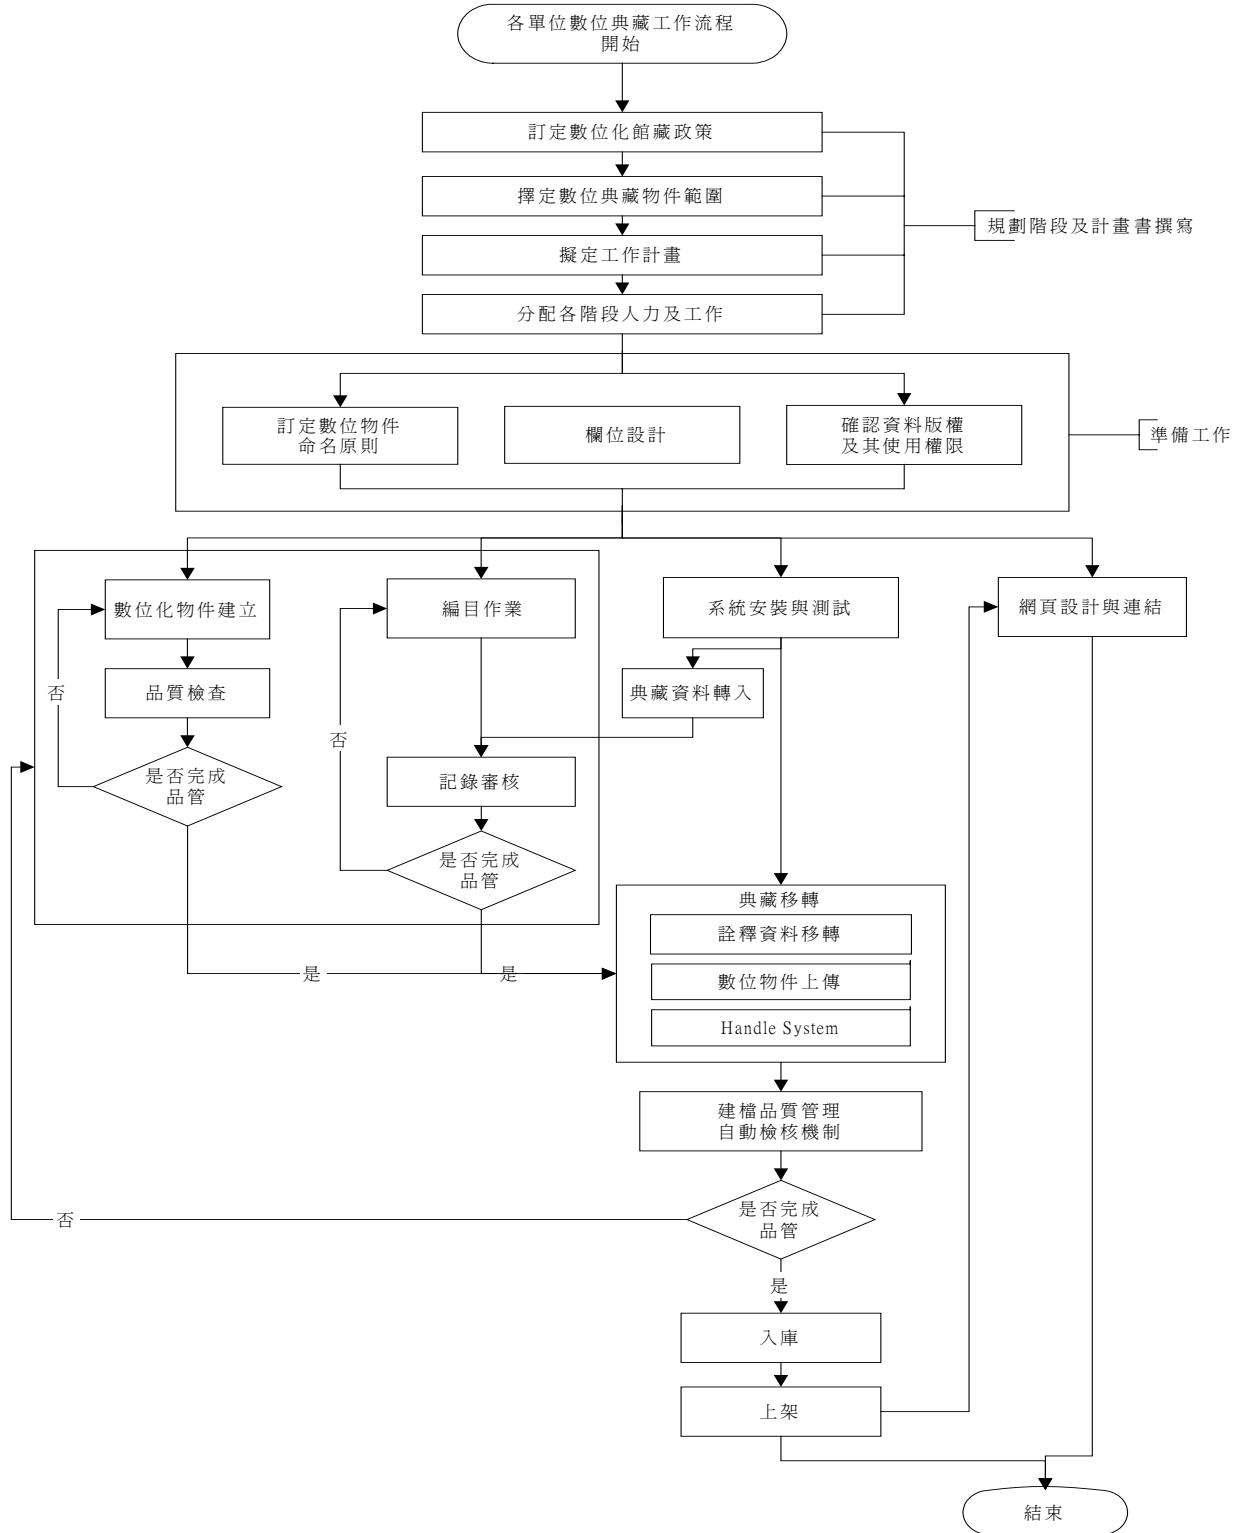 各單位數位典藏工作流程
開始
訂定數位化館藏政策
擇定數位典藏物件範圍
規劃階段及計畫書撰寫
擬定工作計畫
分配各階段人力及工作
訂定數位物件
命名原則
欄位設計
確認資料版權
及其使用權限
準備工作
數位化物件建立
編目作業
系統安裝與測試
網頁設計與連結
否
品質檢查
典藏資料轉入
否
是否完成
品管
記錄審核
是否完成
品管
典藏移轉
詮釋資料移轉
是
是
數位物件上傳
Handle System
建檔品質管理
自動檢核機制
否
是否完成
品管
是
入庫
上架
結束